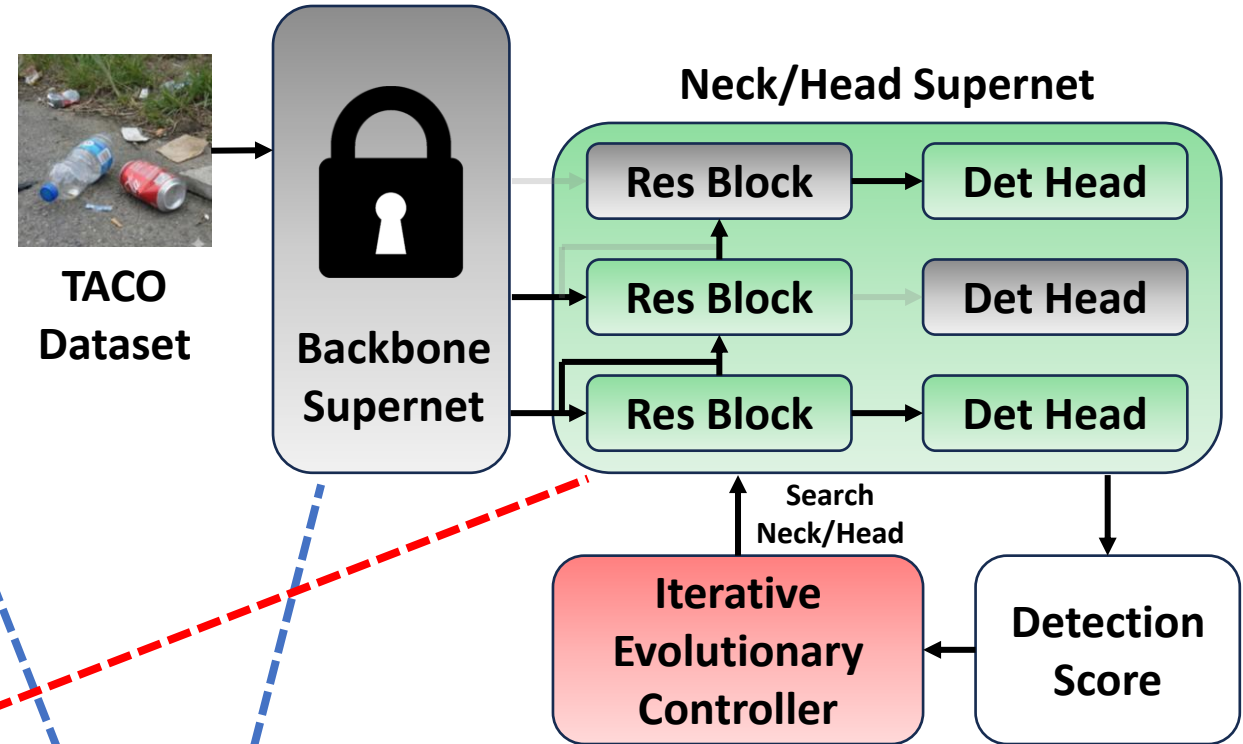 TACO
Dataset
Backbone
Supernet
Neck/Head Supernet
Res Block
Det Head
Res Block
Det Head
Res Block
Det Head
Search
Neck/Head
Iterative
Evolutionary
Controller
Detection
Score